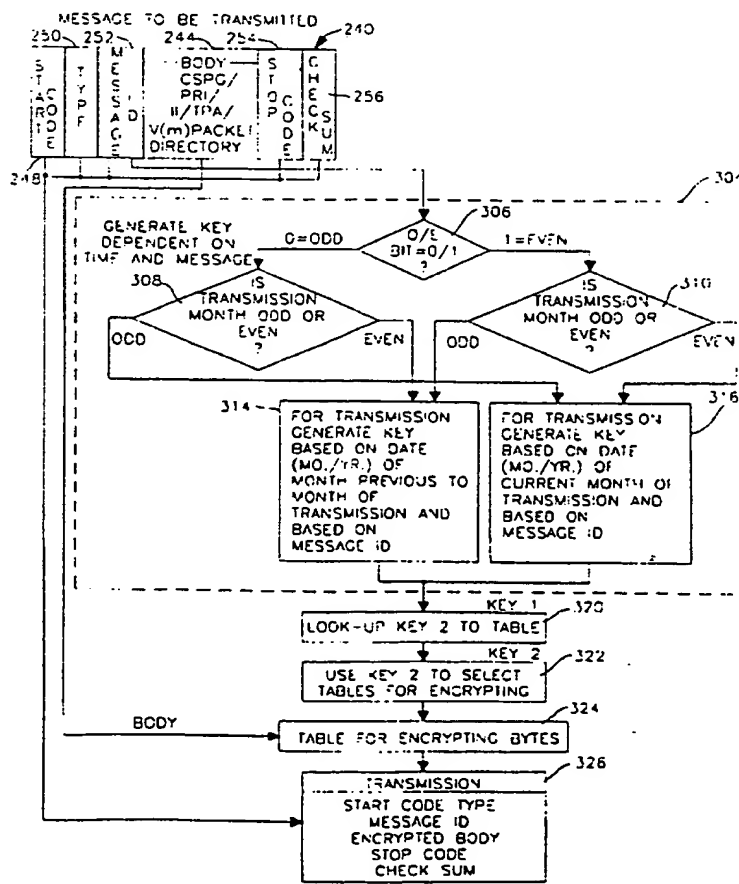 MESSAGE TO BE TRANSMITTED
250 252 244 254 240
START CODE
TYPE
MESSAGE ID
BODY
CSPG/
PRI/
II/TPA/
V(m)PACKET
DIRECTORY
STOP CODE
CHECK SUM
256
248
304
GENERATE KEY
DEPENDENT ON
TIME AND MESSAGE
0=ODD
O/E
BIT=0/1
?
306
1=EVEN
308
IS
TRANSMISSION
MONTH ODD OR
EVEN
?
ODD
EVEN
310
IS
TRANSMISSION
MONTH ODD OR
EVEN
?
ODD
EVEN
314
FOR TRANSMISSION
GENERATE KEY
BASED ON DATE
(MO./YR.) OF
MONTH PREVIOUS TO
MONTH OF
TRANSMISSION AND
BASED ON
MESSAGE ID
316
FOR TRANSMISSION
GENERATE KEY
BASED ON DATE
(MO./YR.) OF
CURRENT MONTH OF
TRANSMISSION AND
BASED ON
MESSAGE ID
KEY 1
320
LOOK-UP KEY 2 TO TABLE
KEY 2
322
USE KEY 2 TO SELECT
TABLES FOR ENCRYPTING
324
BODY
TABLE FOR ENCRYPTING BYTES
326
TRANSMISSION
START CODE TYPE
MESSAGE ID
ENCRYPTED BODY
STOP CODE
CHECK SUM